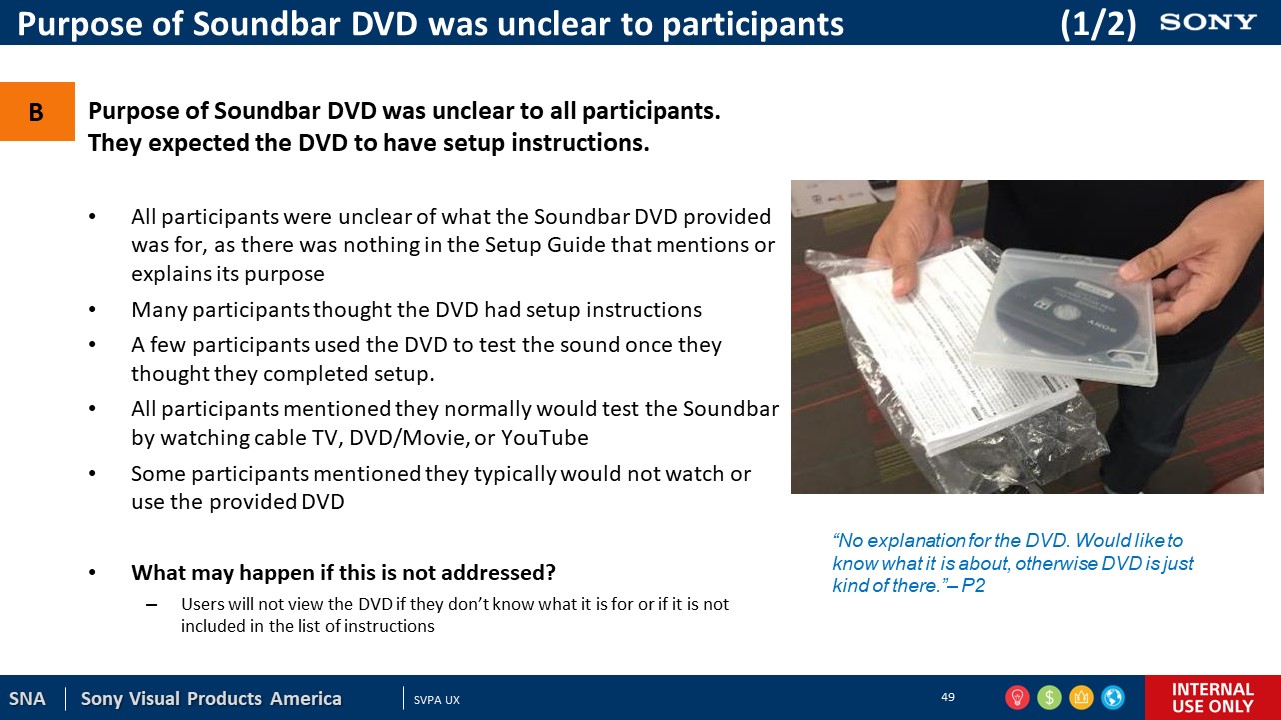 Purpose of Soundbar DVD was unclear to participants (1/2) SONY
B
Purpose of Soundbar DVD was unclear to all participants.
They expected the DVD to have setup instructions.
• All participants were unclear of what the Soundbar DVD provided
was for, as there was nothing in the Setup Guide that mentions or
explains its purpose
• Many participants thought the DVD had setup instructions
• A few participants used the DVD to test the sound once they
thought they completed setup.
• All participants mentioned they normally would test the Soundbar
by watching cable TV, DVD/Movie, or YouTube
• Some participants mentioned they typically would not watch or
use the provided DVD
• What may happen if this is not addressed?
– Users will not view the DVD if they don’t know what it is for or if it is not
included in the list of instructions
SONY
“No explanation for the DVD. Would like to
know what it is about, otherwise DVD is just
kind of there.”– P2
SNA Sony Visual Products America SVPA UX 49
INTERNAL
USE ONLY